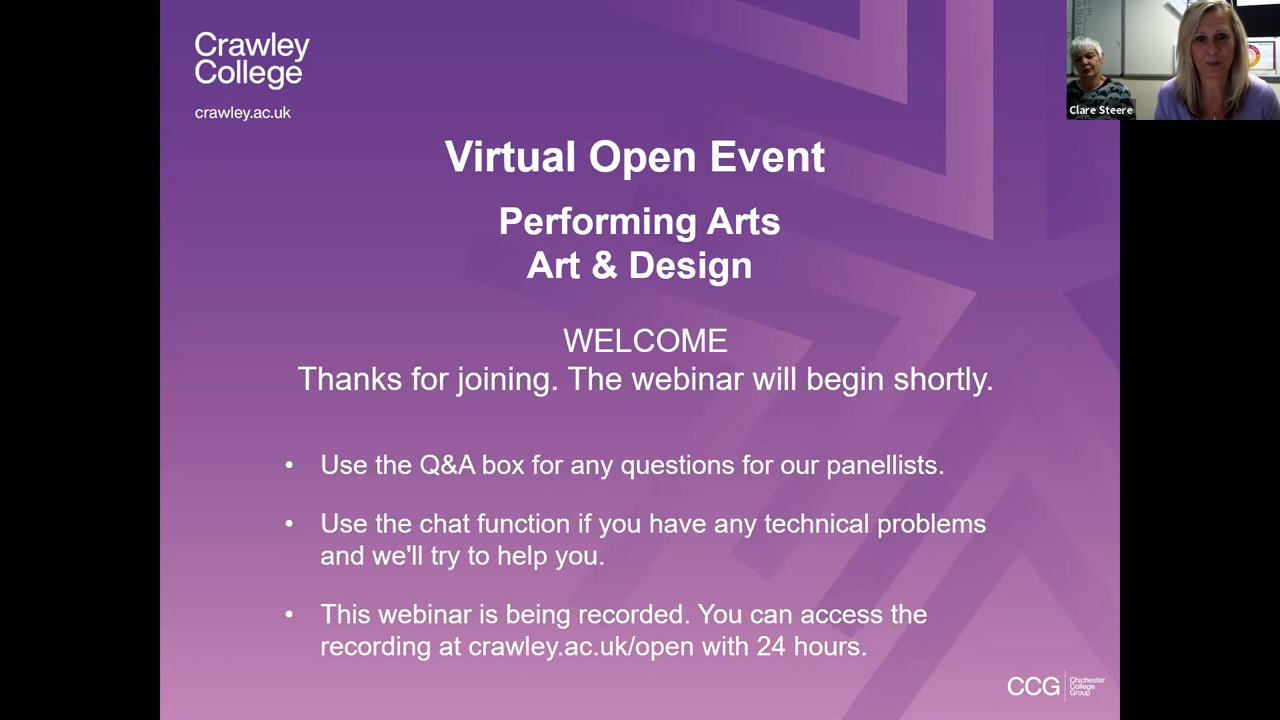 Crawley
College
crawley.ac.uk
Clare Steere
Virtual Open Event
Performing Arts
Art & Design
WELCOME
Thanks for joining. The webinar will begin shortly.
• Use the Q&A box for any questions for our panellists.
• Use the chat function if you have any technical problems
and we'll try to help you.
• This webinar is being recorded. You can access the
recording at crawley.ac.uk/open with 24 hours.
CCG
Chichester
College
Group